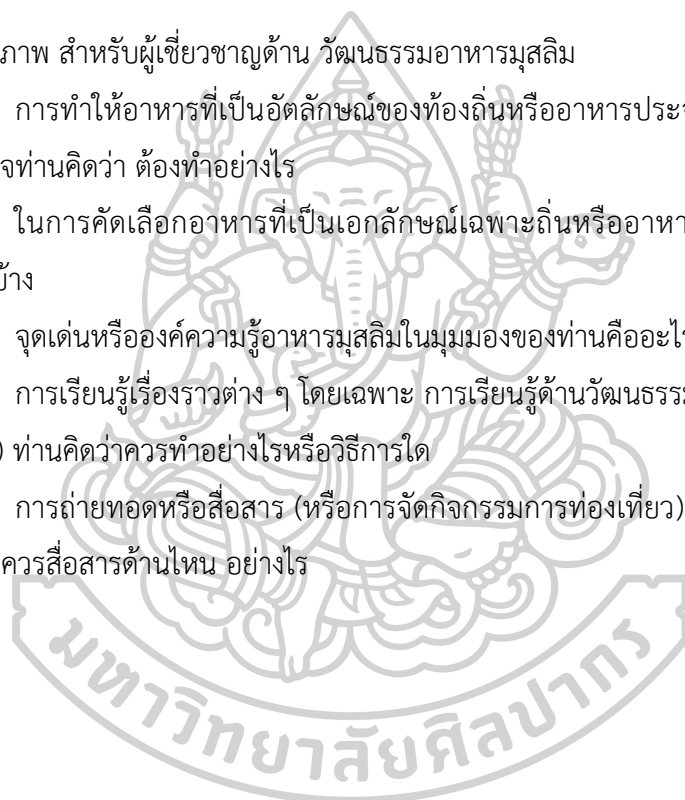 ภาพ สำหรับผู้เชี่ยวชาญด้าน วัฒนธรรมอาหารมุสลิม
การทำให้อาหารที่เป็นอัตลักษณ์ของท้องถิ่นหรืออาหารประจ
จท่านคิดว่า ต้องทำอย่างไร
ในการคัดเลือกอาหารที่เป็นเอกลักษณ์เฉพาะถิ่นหรืออาหา
บ้าง
จุดเด่นหรือองค์ความรู้อาหารมุสลิมในมุมมองของท่านคืออะไร
การเรียนรู้เรื่องราวต่าง ๆ โดยเฉพาะ การเรียนรู้ด้านวัฒนธรรม
) ท่านคิดว่าควรทำอย่างไรหรือวิธีการใด
การถ่ายทอดหรือสื่อสาร (หรือการจัดกิจกรรมการท่องเที่ยว)
ควรสื่อสารด้านไหน อย่างไร
มหาวิทยาลัยศิลปากร